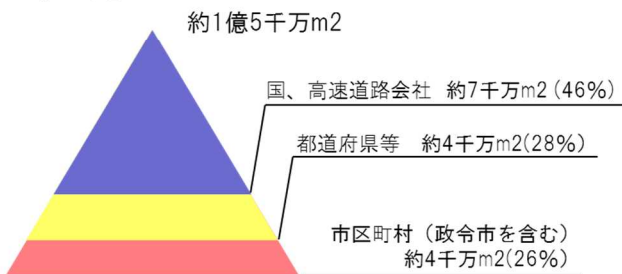 約1億5千万m2
国、高速道路会社 約7千万m2(46%)
都道府県等 約4千万m2(28%)
市区町村(政令市を含む)
約4千万m2(26%)